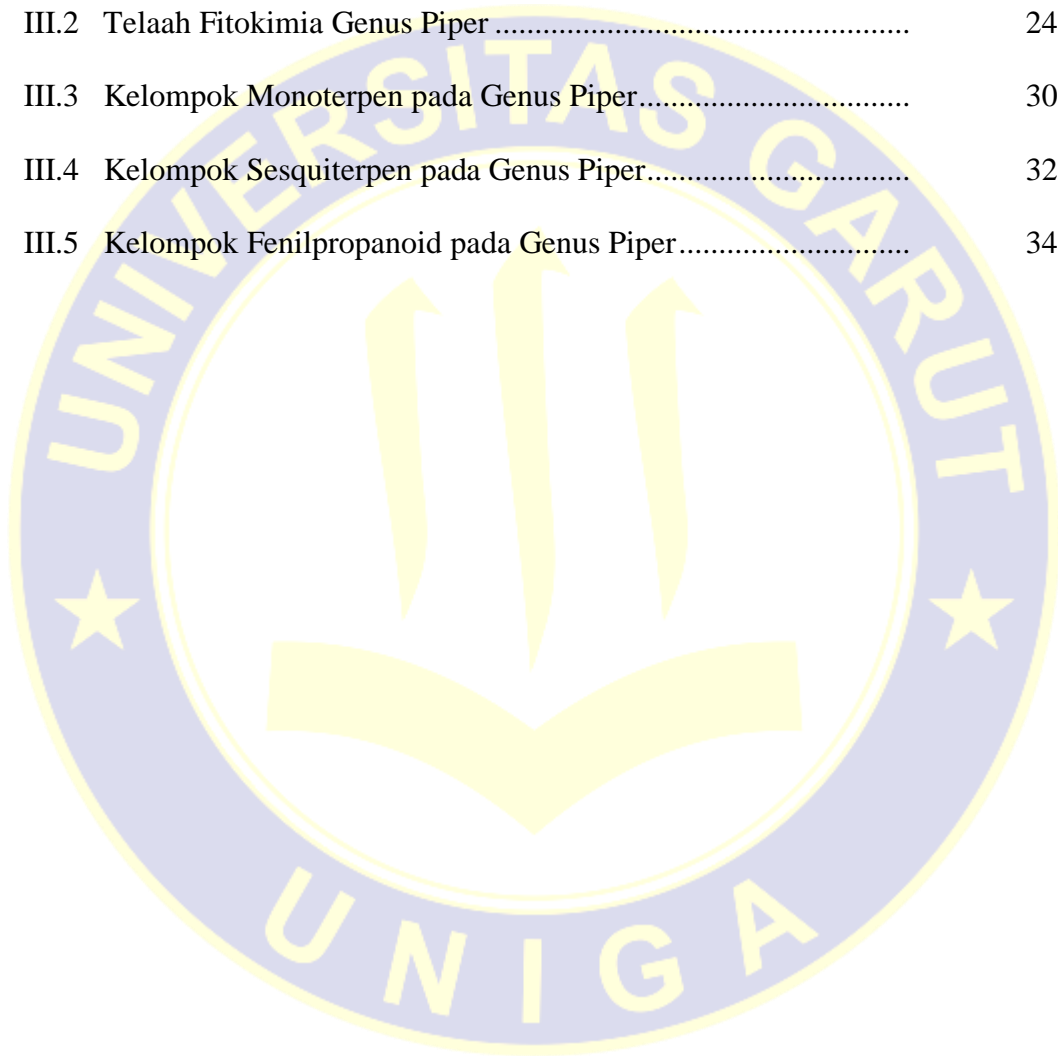 III.2 Telaah Fitokimia Genus Piper ................................................ 24
III.3 Kelompok Monoterpen pada Genus Piper ............................. 30
III.4 Kelompok Sesquiterpen pada Genus Piper ............................ 32
III.5 Kelompok Fenilpropanoid pada Genus Piper ......................... 34
UNIVERSITAS GARUT
UNIGA